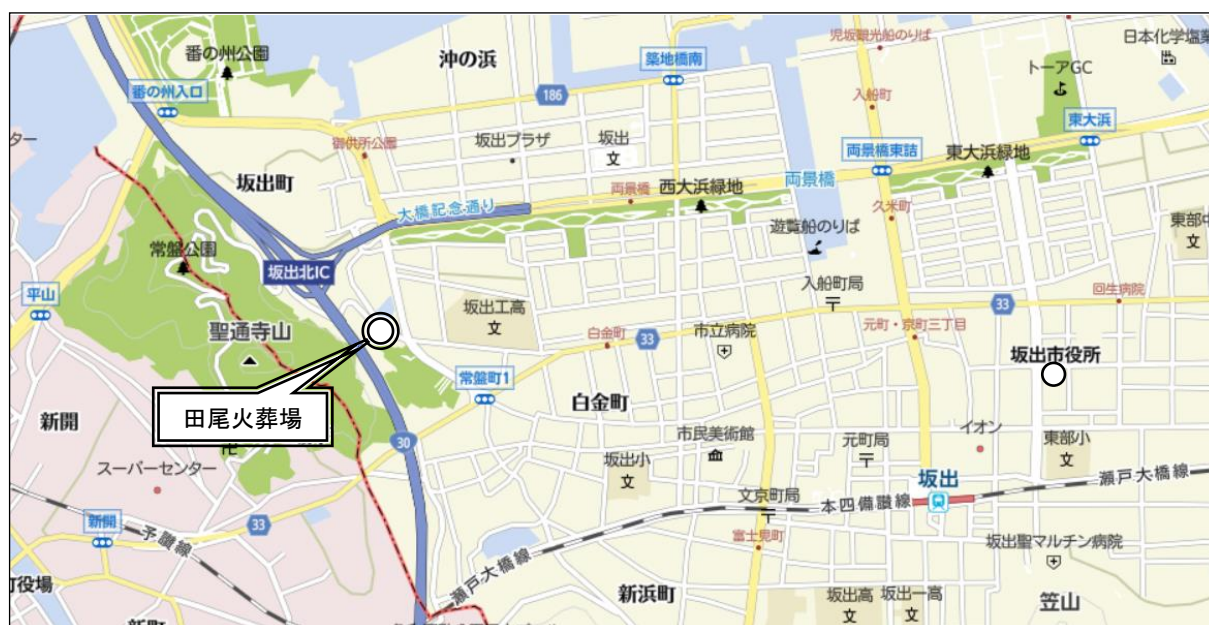 番の州公園
沖の浜
築地橋南
児坂観光船のりば
日本化学塩業
トーアGC
番の州入口
186
入船町
東大浜
ター
御供所公園
坂出プラザ
坂出
文
両景橋東詰
東大浜緑地
坂出町
大橋記念通り
両景橋
西大浜緑地
両景橋
久米町
遊覧船のりば
東部中
文
常盤公園
坂出北IC
平山
坂出工高
文
入船町局
33
回生病院
聖通寺山
白金町
33
市立病院
元町・京町三丁目
坂出市役所
田尾火葬場
常盤町1
白金町
新開
30
市民美術館
元町局
イオン
東部小
文
スーパーセンター
坂出小
文
坂出
瀬戸大橋線
新開
33
文京町局
本四備讃線
予讃線
富士見町
坂出聖マルチン病院
瀬戸大橋線
町役場
新浜町
坂出高
文
坂出一高
文
笠山
新町